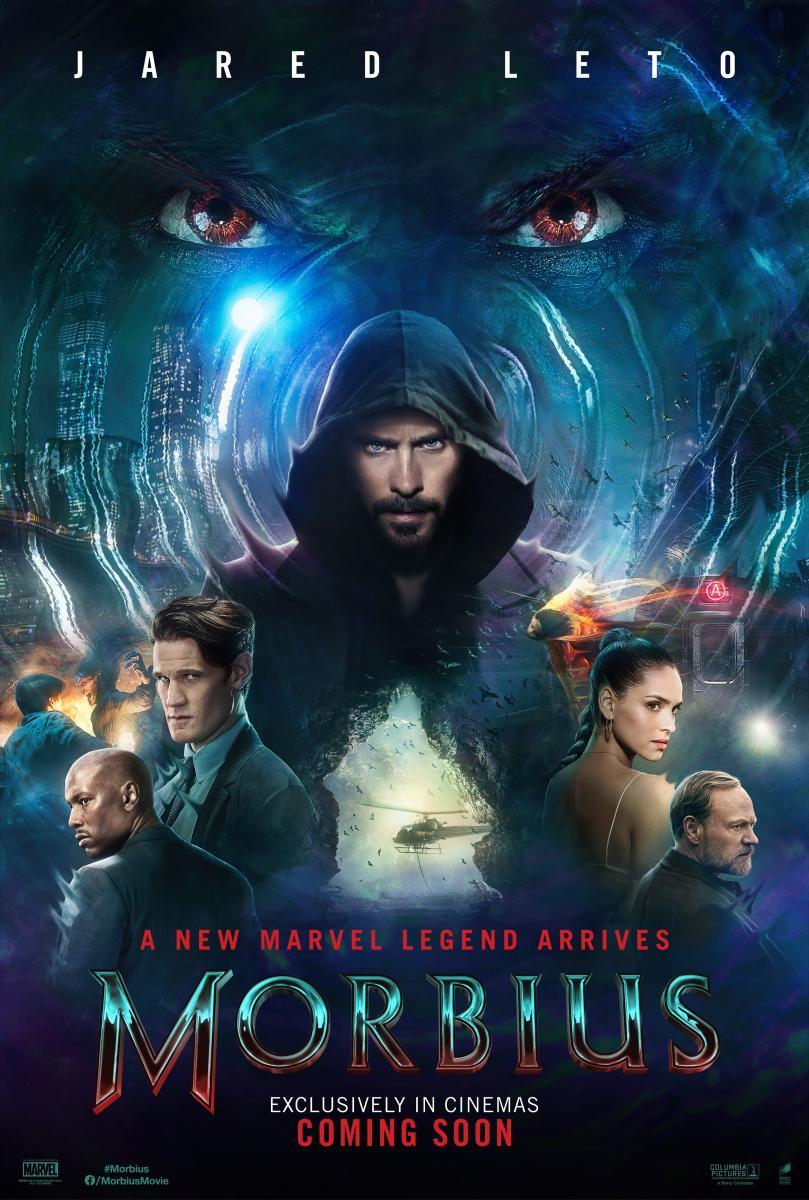 JARED LETO
A
A NEW MARVEL LEGEND ARRIVES
MORBIUS
EXCLUSIVELY IN CINEMAS
COMING SOON
MARVEL
#Morbius
/MorbiusMovie
COLUMBIA
PICTURES
a Sony Company